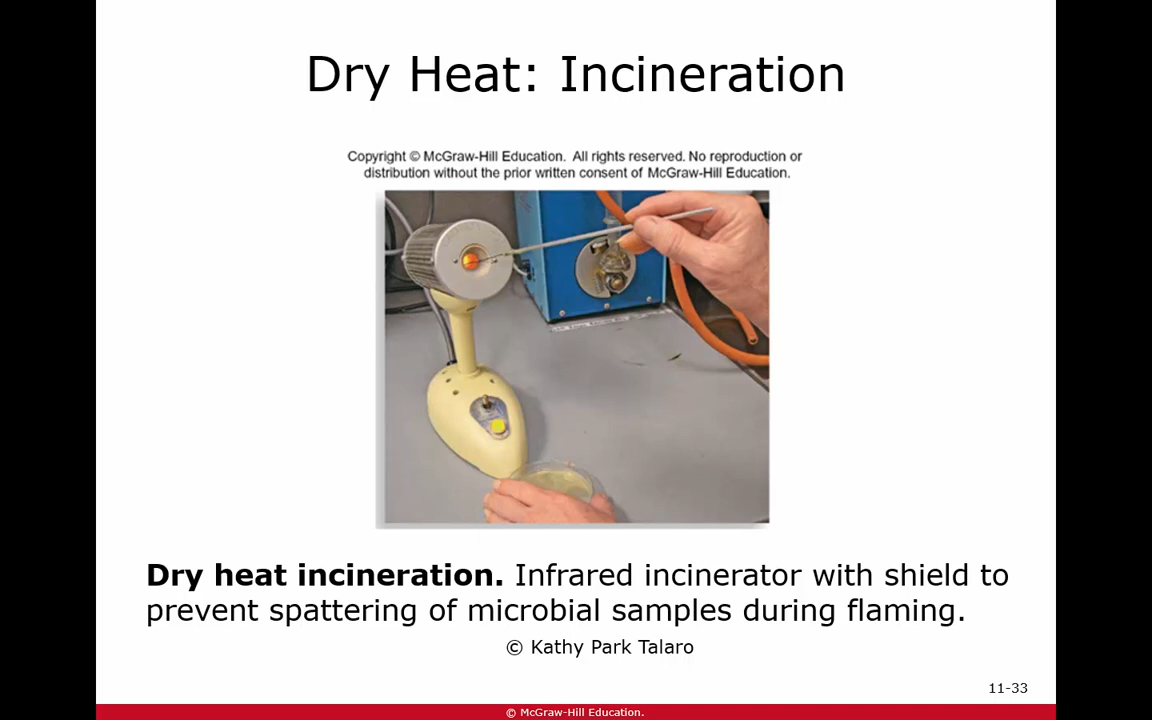 Dry Heat: Incineration
Copyright © McGraw-Hill Education. All rights reserved. No reproduction or
distribution without the prior written consent of McGraw-Hill Education.
Dry heat incineration. Infrared incinerator with shield to
prevent spattering of microbial samples during flaming.
© Kathy Park Talaro
11-33
© McGraw-Hill Education.